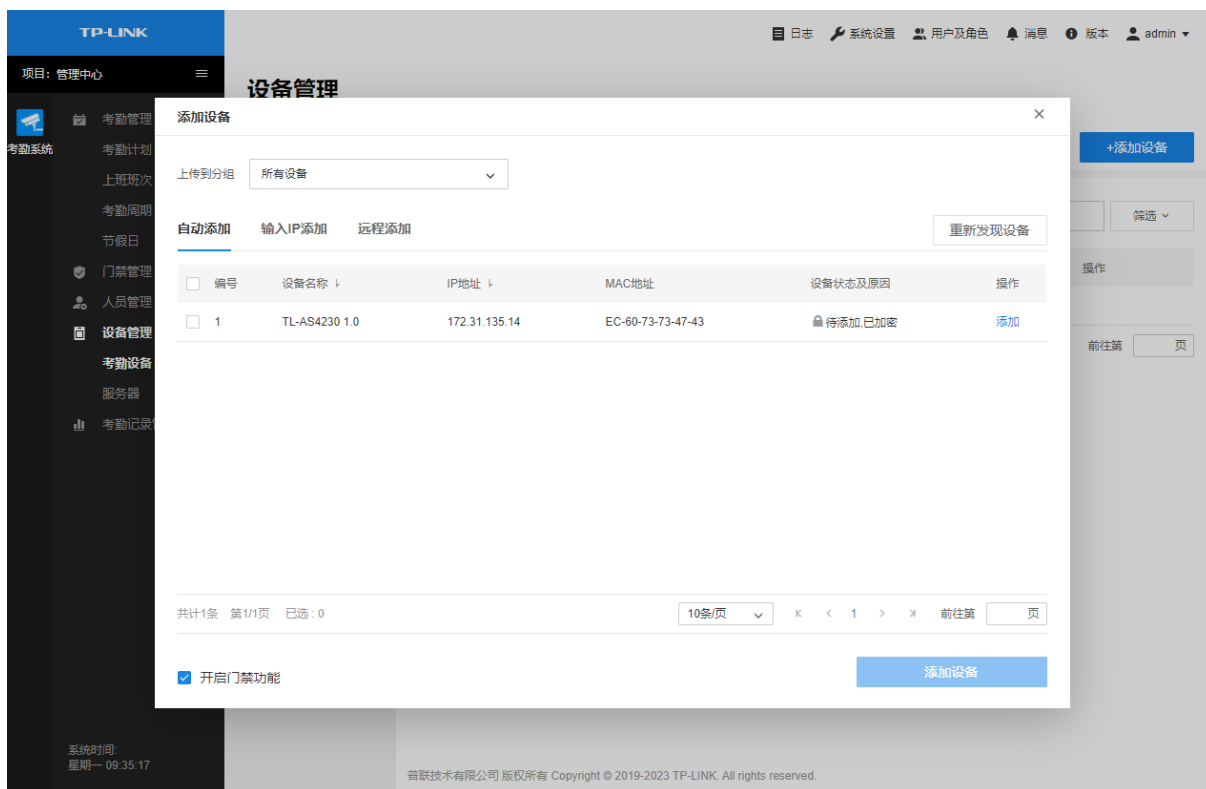 TP-LINK
日志 系统设置 用户及角色 消息 版本 admin
项目：管理中心
设备管理
考勤系统
考勤管理
考勤计划
上班班次
考勤周期
节假日
门禁管理
人员管理
设备管理
考勤设备
服务器
考勤记录
系统时间:
星期一 09:35:17
+添加设备
筛选
操作
前往第 页
添加设备
上传到分组 所有设备
自动添加 输入IP添加 远程添加 重新发现设备
编号 设备名称 IP地址 MAC地址 设备状态及原因 操作
1 TL-AS4230 1.0 172.31.135.14 EC-60-73-73-47-43 待添加,已加密 添加
共计1条 第1/1页 已选 : 0 10条/页 1 前往第 页
开启门禁功能 添加设备
普联技术有限公司 版权所有 Copyright © 2019-2023 TP-LINK. All rights reserved.